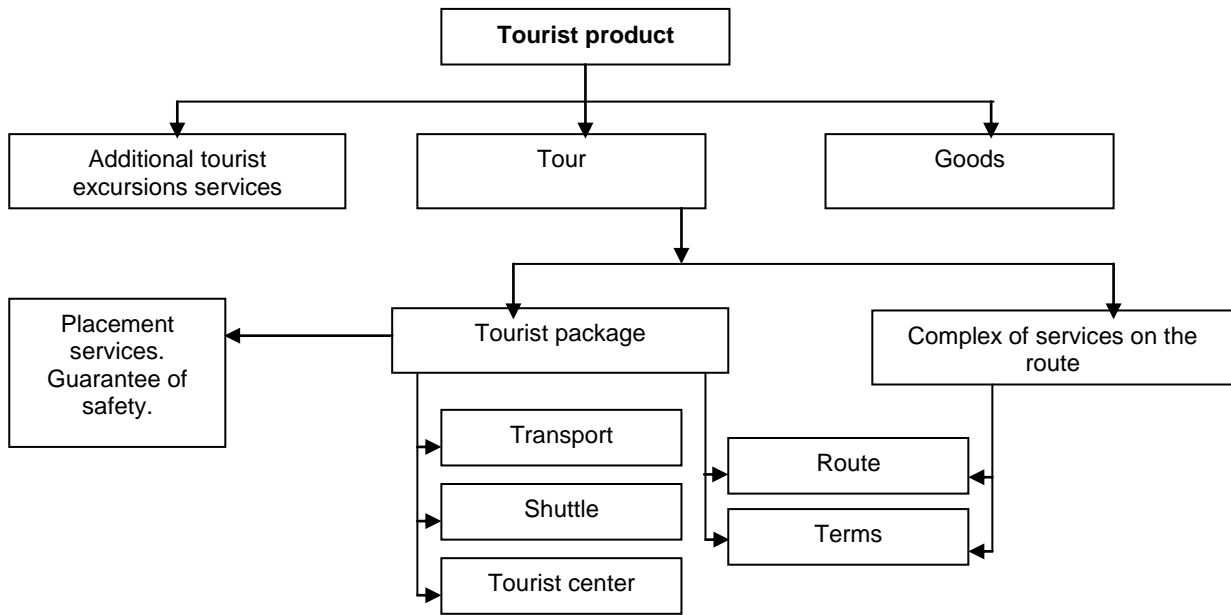 Tourist product
Additional tourist
excursions services
Tour
Goods
Placement
services.
Guarantee of
safety.
Tourist package
Complex of services on the
route
Transport
Route
Shuttle
Terms
Tourist center